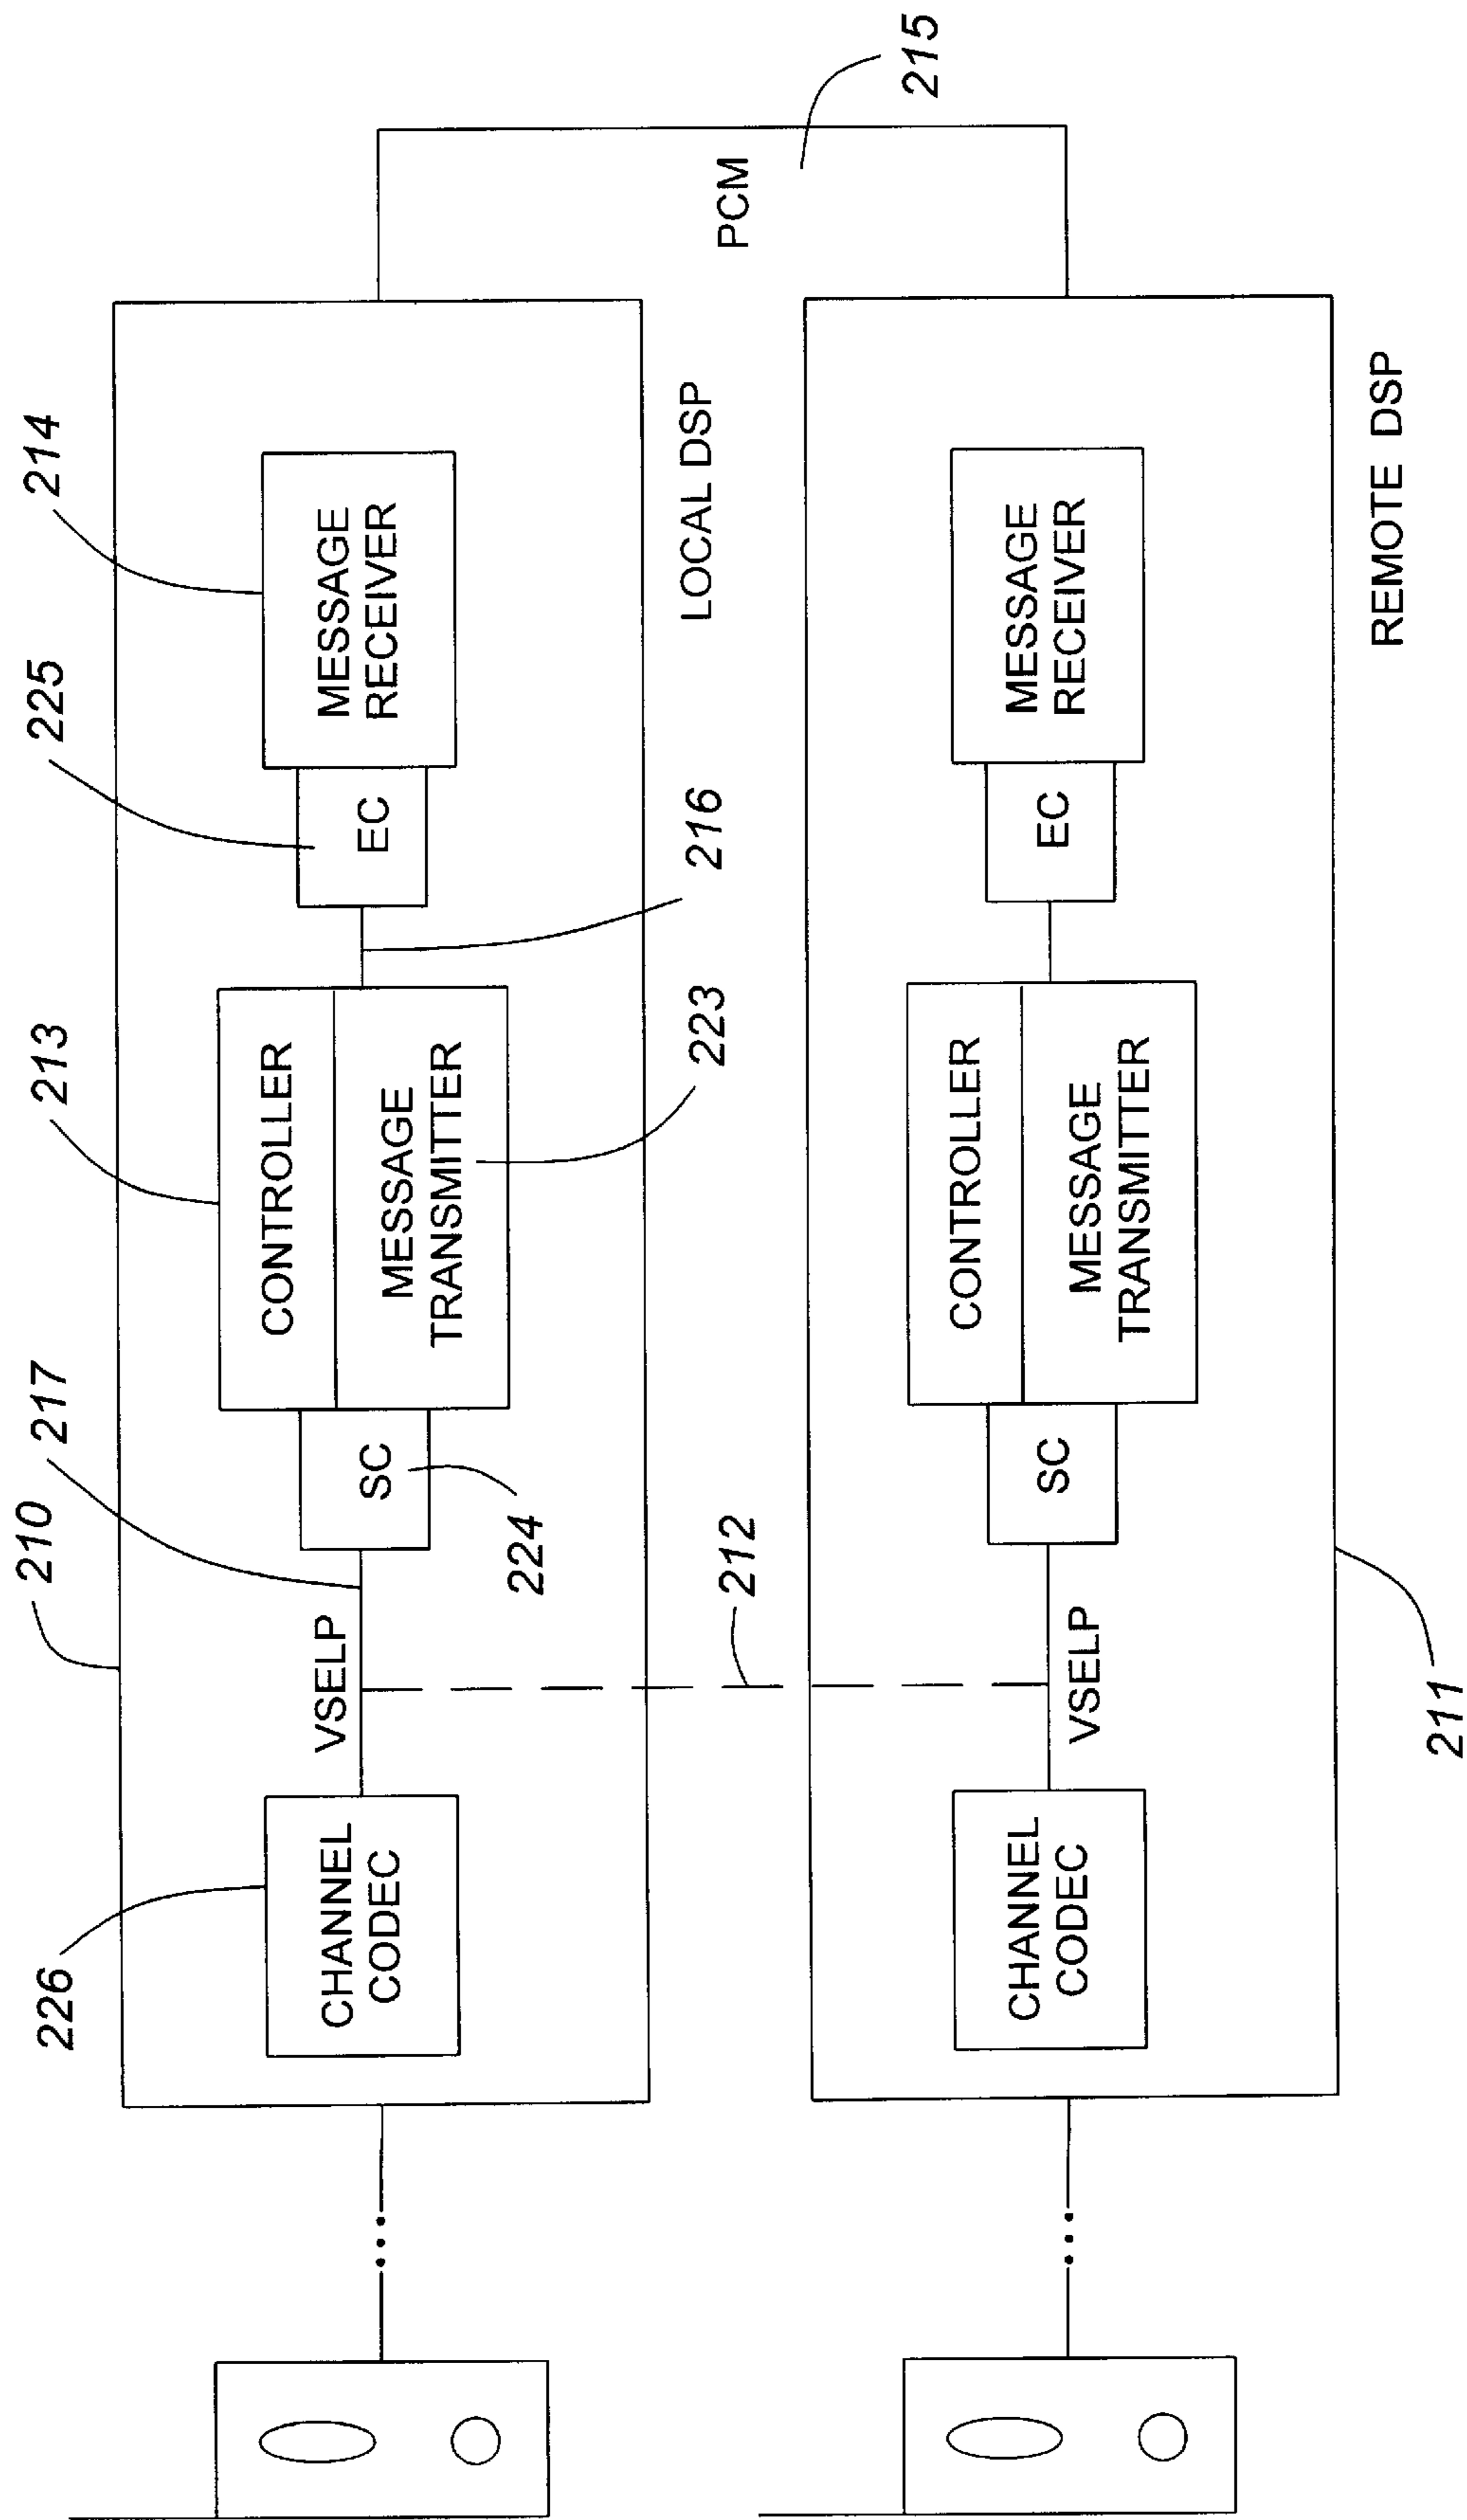 210
217
213
225
214
226
CHANNEL
CODEC
VSELP
SC
224
CONTROLLER
MESSAGE
TRANSMITTER
223
216
EC
MESSAGE
RECEIVER
LOCAL DSP
212
PCM
215
CHANNEL
CODEC
VSELP
SC
CONTROLLER
MESSAGE
TRANSMITTER
EC
MESSAGE
RECEIVER
211
REMOTE DSP